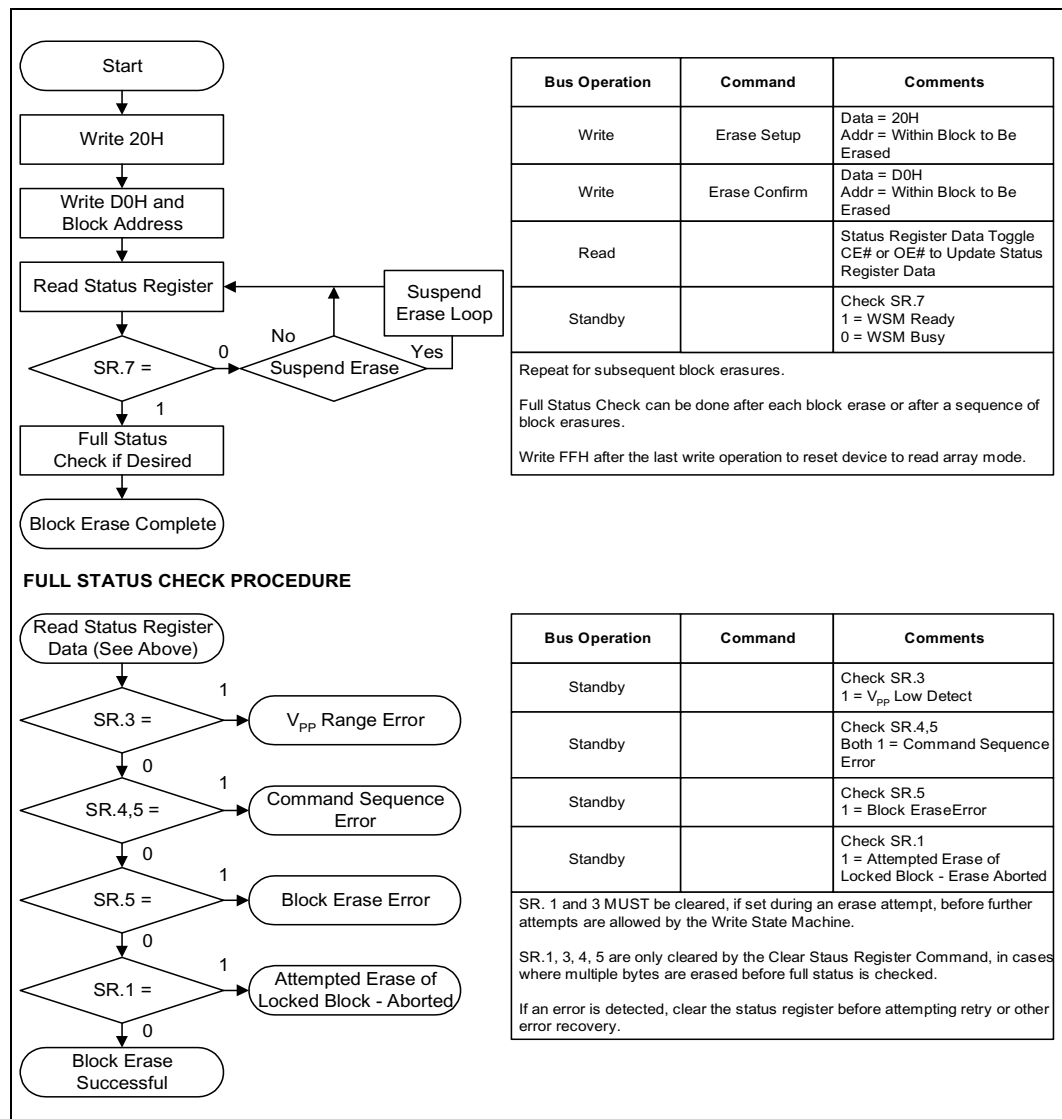 Start
Write 20H
Write D0H and
Block Address
Read Status Register
Suspend
Erase Loop
No
Yes
SR.7 =
0
Suspend Erase
1
Full Status
Check if Desired
Block Erase Complete
Bus Operation Command Comments
Write Erase Setup Data = 20H
Addr = Within Block to Be
Erased
Write Erase Confirm Data = D0H
Addr = Within Block to Be
Erased
Read Status Register Data Toggle
CE# or OE# to Update Status
Register Data
Standby Check SR.7
1 = WSM Ready
0 = WSM Busy
Repeat for subsequent block erasures.
Full Status Check can be done after each block erase or after a sequence of
block erasures.
Write FFH after the last write operation to reset device to read array mode.
FULL STATUS CHECK PROCEDURE
Read Status Register
Data (See Above)
SR.3 =
1
VPP Range Error
0
SR.4,5 =
1
Command Sequence
Error
0
SR.5 =
1
Block Erase Error
0
SR.1 =
1
Attempted Erase of
Locked Block - Aborted
0
Block Erase
Successful
Bus Operation Command Comments
Standby Check SR.3
1 = VPP Low Detect
Standby Check SR.4,5
Both 1 = Command Sequence
Error
Standby Check SR.5
1 = Block EraseError
Standby Check SR.1
1 = Attempted Erase of
Locked Block - Erase Aborted
SR. 1 and 3 MUST be cleared, if set during an erase attempt, before further
attempts are allowed by the Write State Machine.
SR.1, 3, 4, 5 are only cleared by the Clear Staus Register Command, in cases
where multiple bytes are erased before full status is checked.
If an error is detected, clear the status register before attempting retry or other
error recovery.